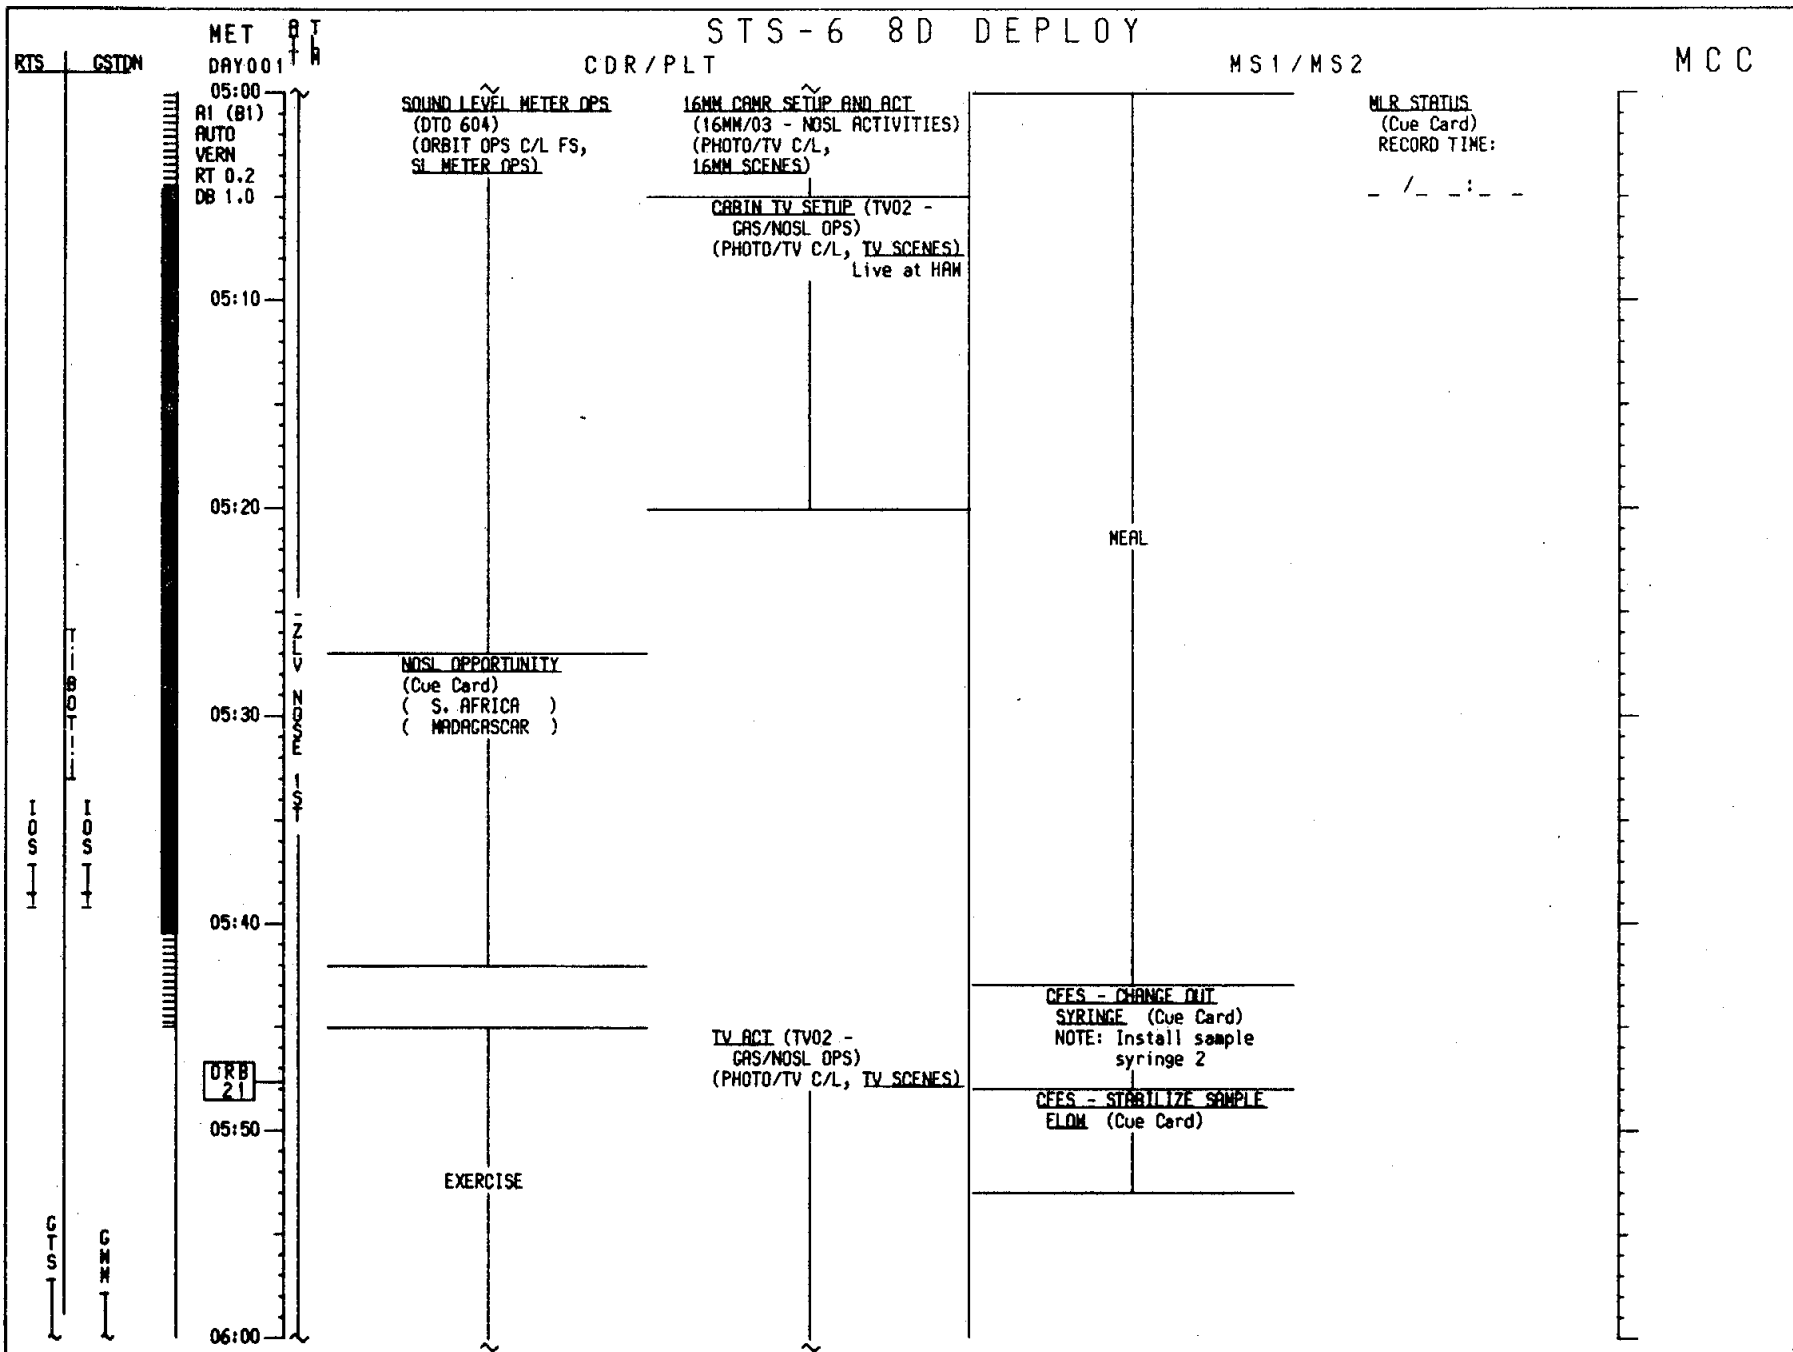 STS-6 8D DEPLOY
MET
ATT
TLM
RTS
GSTDN
DAY001
CDR/PLT
MS1/MS2
MCC
05:00
A1 (B1)
AUTO
VERN
RT 0.2
DB 1.0
SOUND LEVEL METER OPS
(DTO 604)
(ORBIT OPS C/L FS,
SL METER OPS)
16MM CAMR SETUP AND ACT
(16MM/03 - NOSL ACTIVITIES)
(PHOTO/TV C/L,
16MM SCENES)
CABIN TV SETUP (TV02 -
GAS/NOSL OPS)
(PHOTO/TV C/L, TV SCENES)
Live at HAW
MLR STATUS
(Cue Card)
RECORD TIME:
_ /_ _:_ _
05:10
05:20
MEAL
-ZLV NOSE 1ST
BOT
NOSL OPPORTUNITY
(Cue Card)
( S. AFRICA )
( MADAGASCAR )
05:30
IOS
IOS
05:40
CFES - CHANGE OUT
SYRINGE (Cue Card)
NOTE: Install sample
syringe 2
TV ACT (TV02 -
GAS/NOSL OPS)
(PHOTO/TV C/L, TV SCENES)
ORB
21
CFES - STABILIZE SAMPLE
FLOW (Cue Card)
05:50
EXERCISE
GTS
GWM
06:00